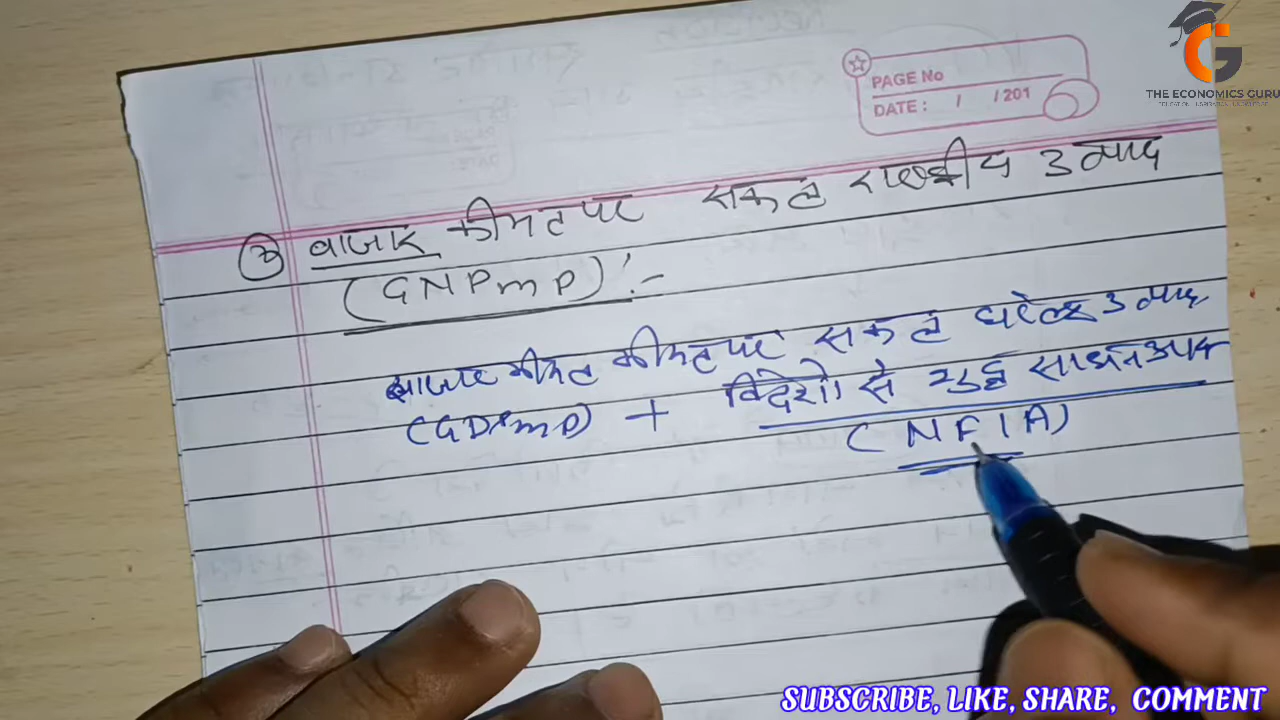 THE ECONOMICS GURU
PAGE No
DATE : / / 201
③ बाजार कीमत पर सकल राष्ट्रीय उत्पाद
(GNPmp) :-
बाजार कीमत कीमत पर सकल घरेलू उत्पाद
(GDPmp) + विदेशों से शुद्ध साधन आय
(NFIA)
SUBSCRIBE, LIKE, SHARE, COMMENT